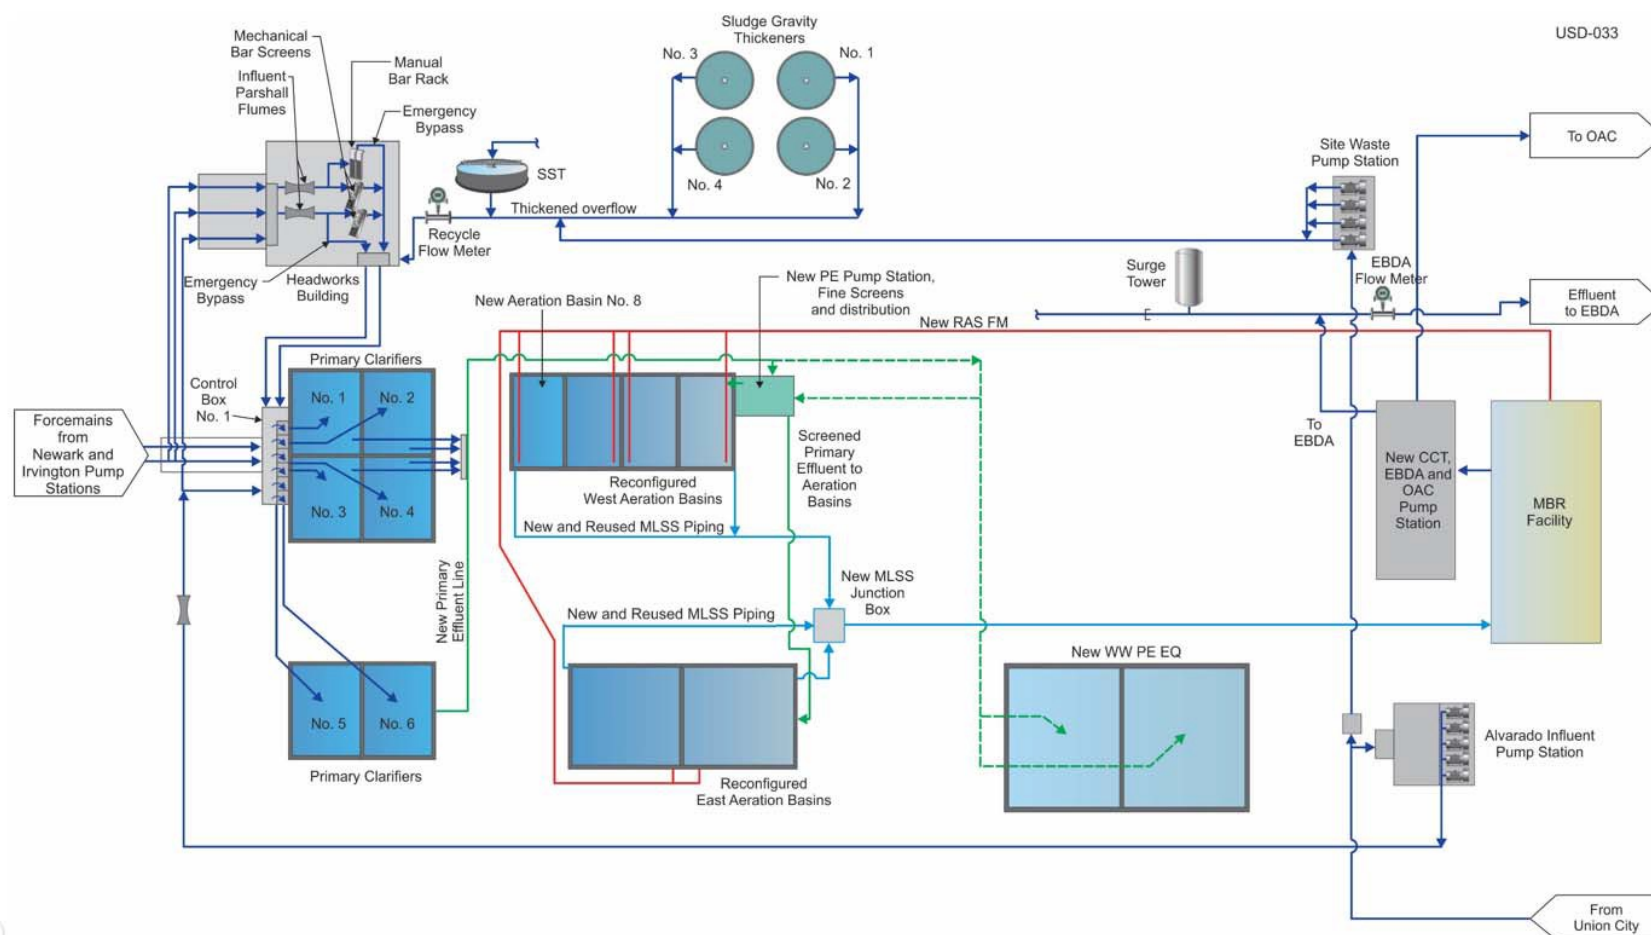 USD-033
Sludge Gravity
Thickeners
No. 3
No. 1
No. 4
No. 2
Mechanical
Bar Screens
Influent
Parshall
Flumes
Manual
Bar Rack
Emergency
Bypass
SST
Thickened overflow
Recycle
Flow Meter
Emergency
Bypass
Headworks
Building
Site Waste
Pump Station
To OAC
Surge
Tower
EBDA
Flow Meter
Effluent
to EBDA
New PE Pump Station,
Fine Screens
and distribution
New Aeration Basin No. 8
New RAS FM
Primary Clarifiers
Control
Box
No. 1
No. 1
No. 2
No. 3
No. 4
Forcemains
from
Newark and
Irvington Pump
Stations
To
EBDA
Screened
Primary
Effluent to
Aeration
Basins
Reconfigured
West Aeration Basins
New CCT,
EBDA and
OAC
Pump
Station
MBR
Facility
New and Reused MLSS Piping
New Primary
Effluent Line
New MLSS
Junction
Box
New and Reused MLSS Piping
New WW PE EQ
No. 5
No. 6
Primary Clarifiers
Reconfigured
East Aeration Basins
Alvarado Influent
Pump Station
From
Union City